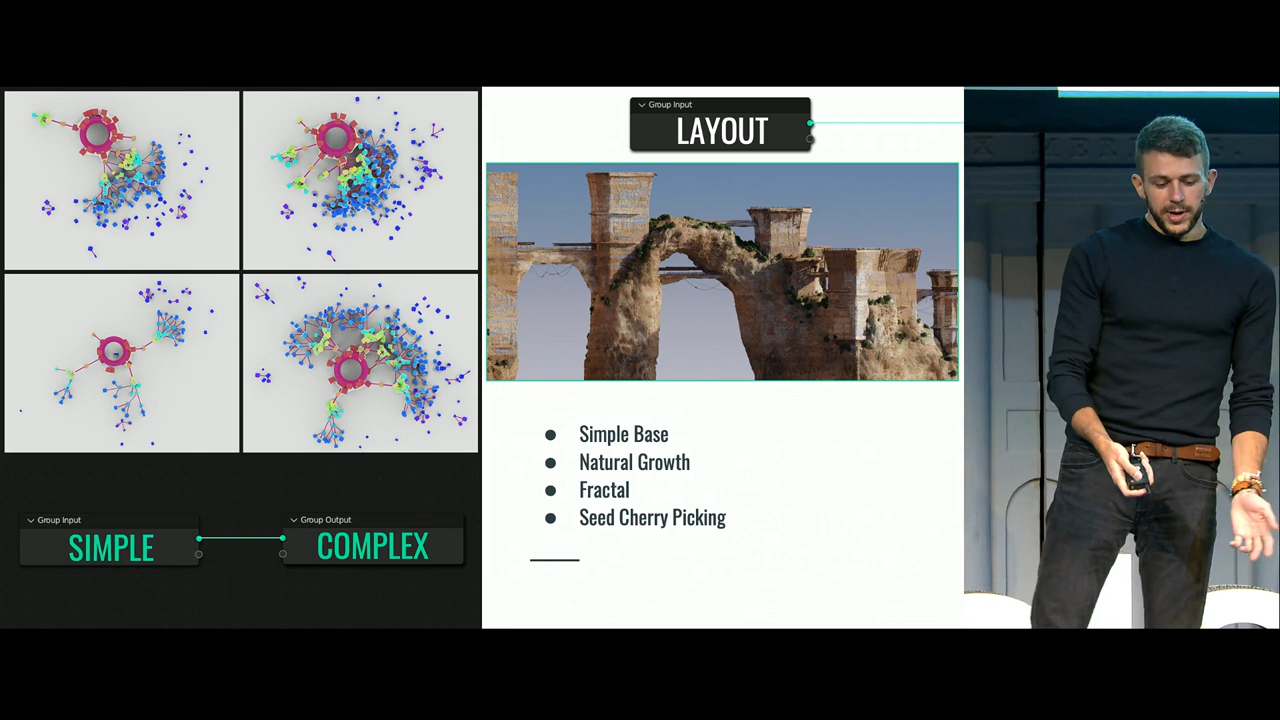 Group Input
SIMPLE
Group Output
COMPLEX
Group Input
LAYOUT
Simple Base
Natural Growth
Fractal
Seed Cherry Picking